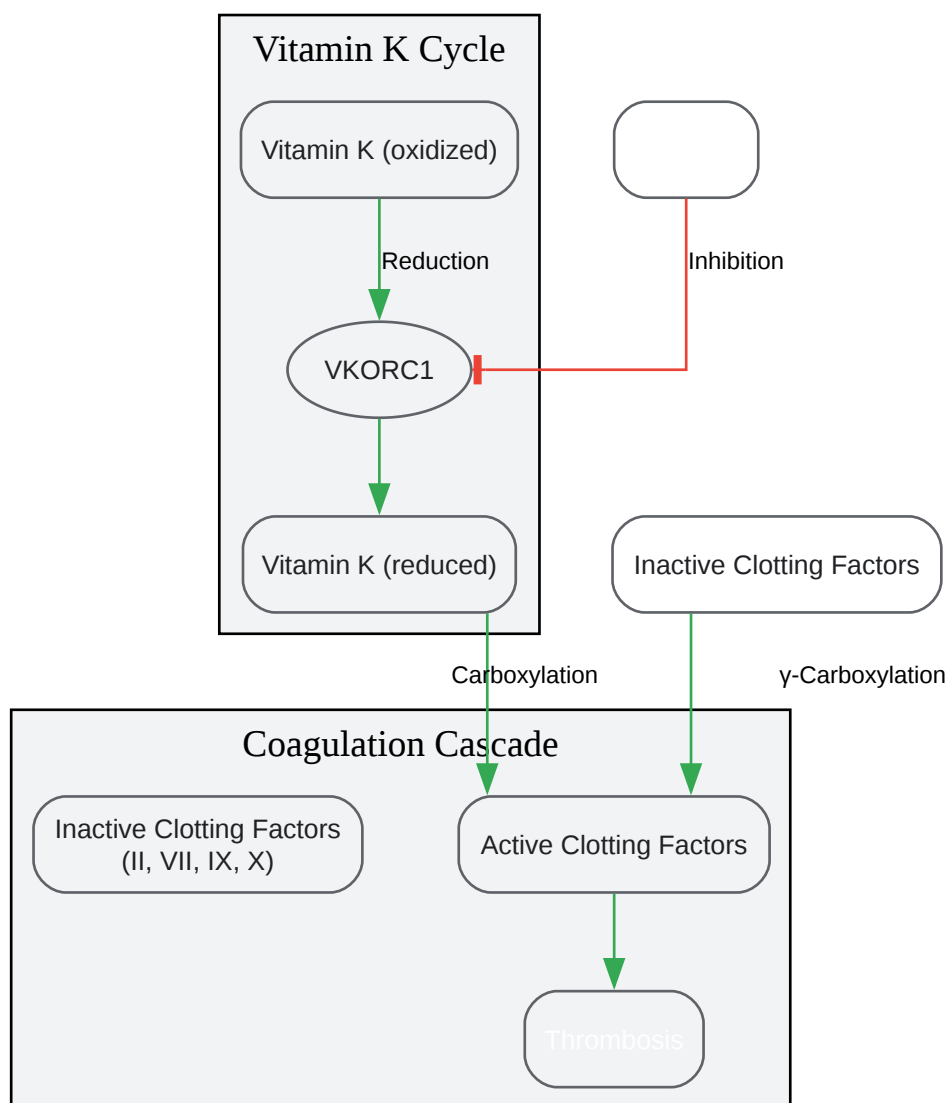 Vitamin K Cycle
Vitamin K (oxidized)
Reduction
Inhibition
VKORC1
Vitamin K (reduced)
Inactive Clotting Factors
Carboxylation
γ-Carboxylation
Coagulation Cascade
Inactive Clotting Factors
(II, VII, IX, X)
Active Clotting Factors
Thrombosis